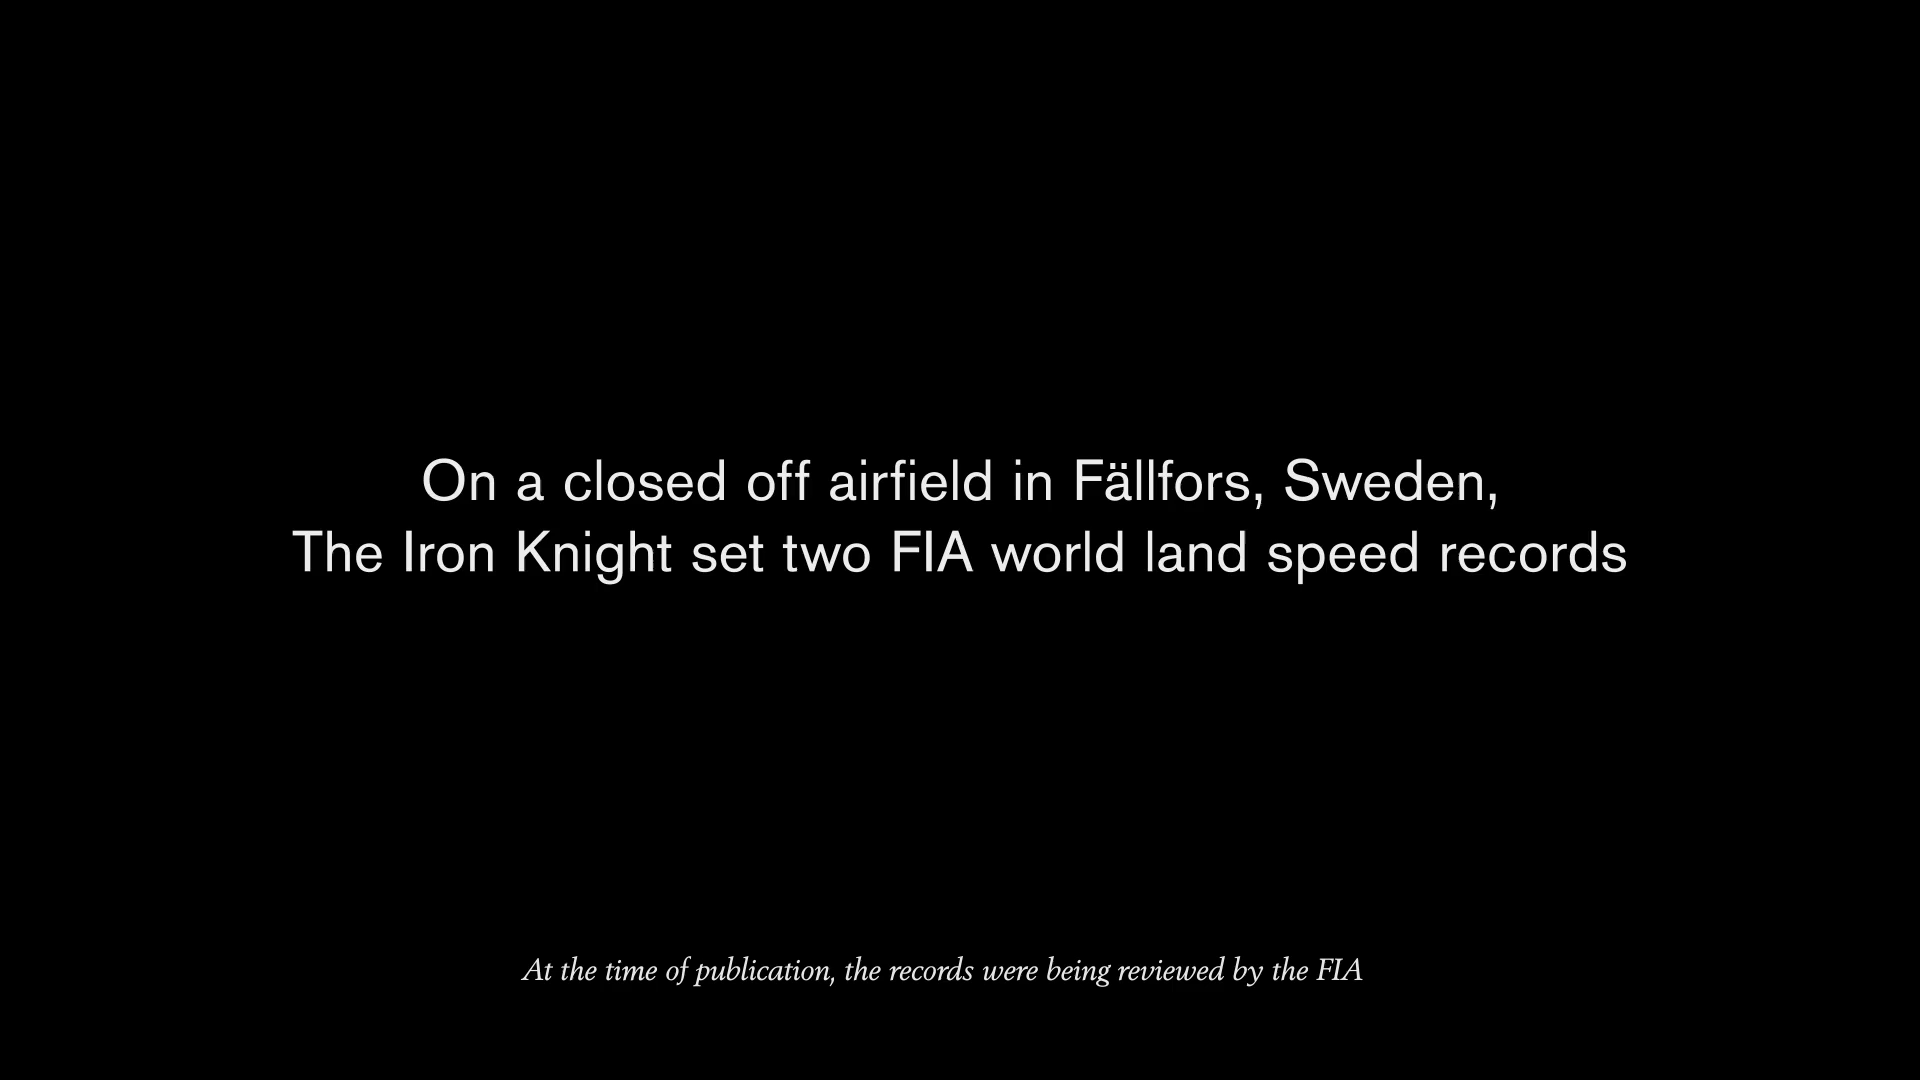 On a closed off airfield in Fällfors, Sweden,
The Iron Knight set two FIA world land speed records
At the time of publication, the records were being reviewed by the FIA